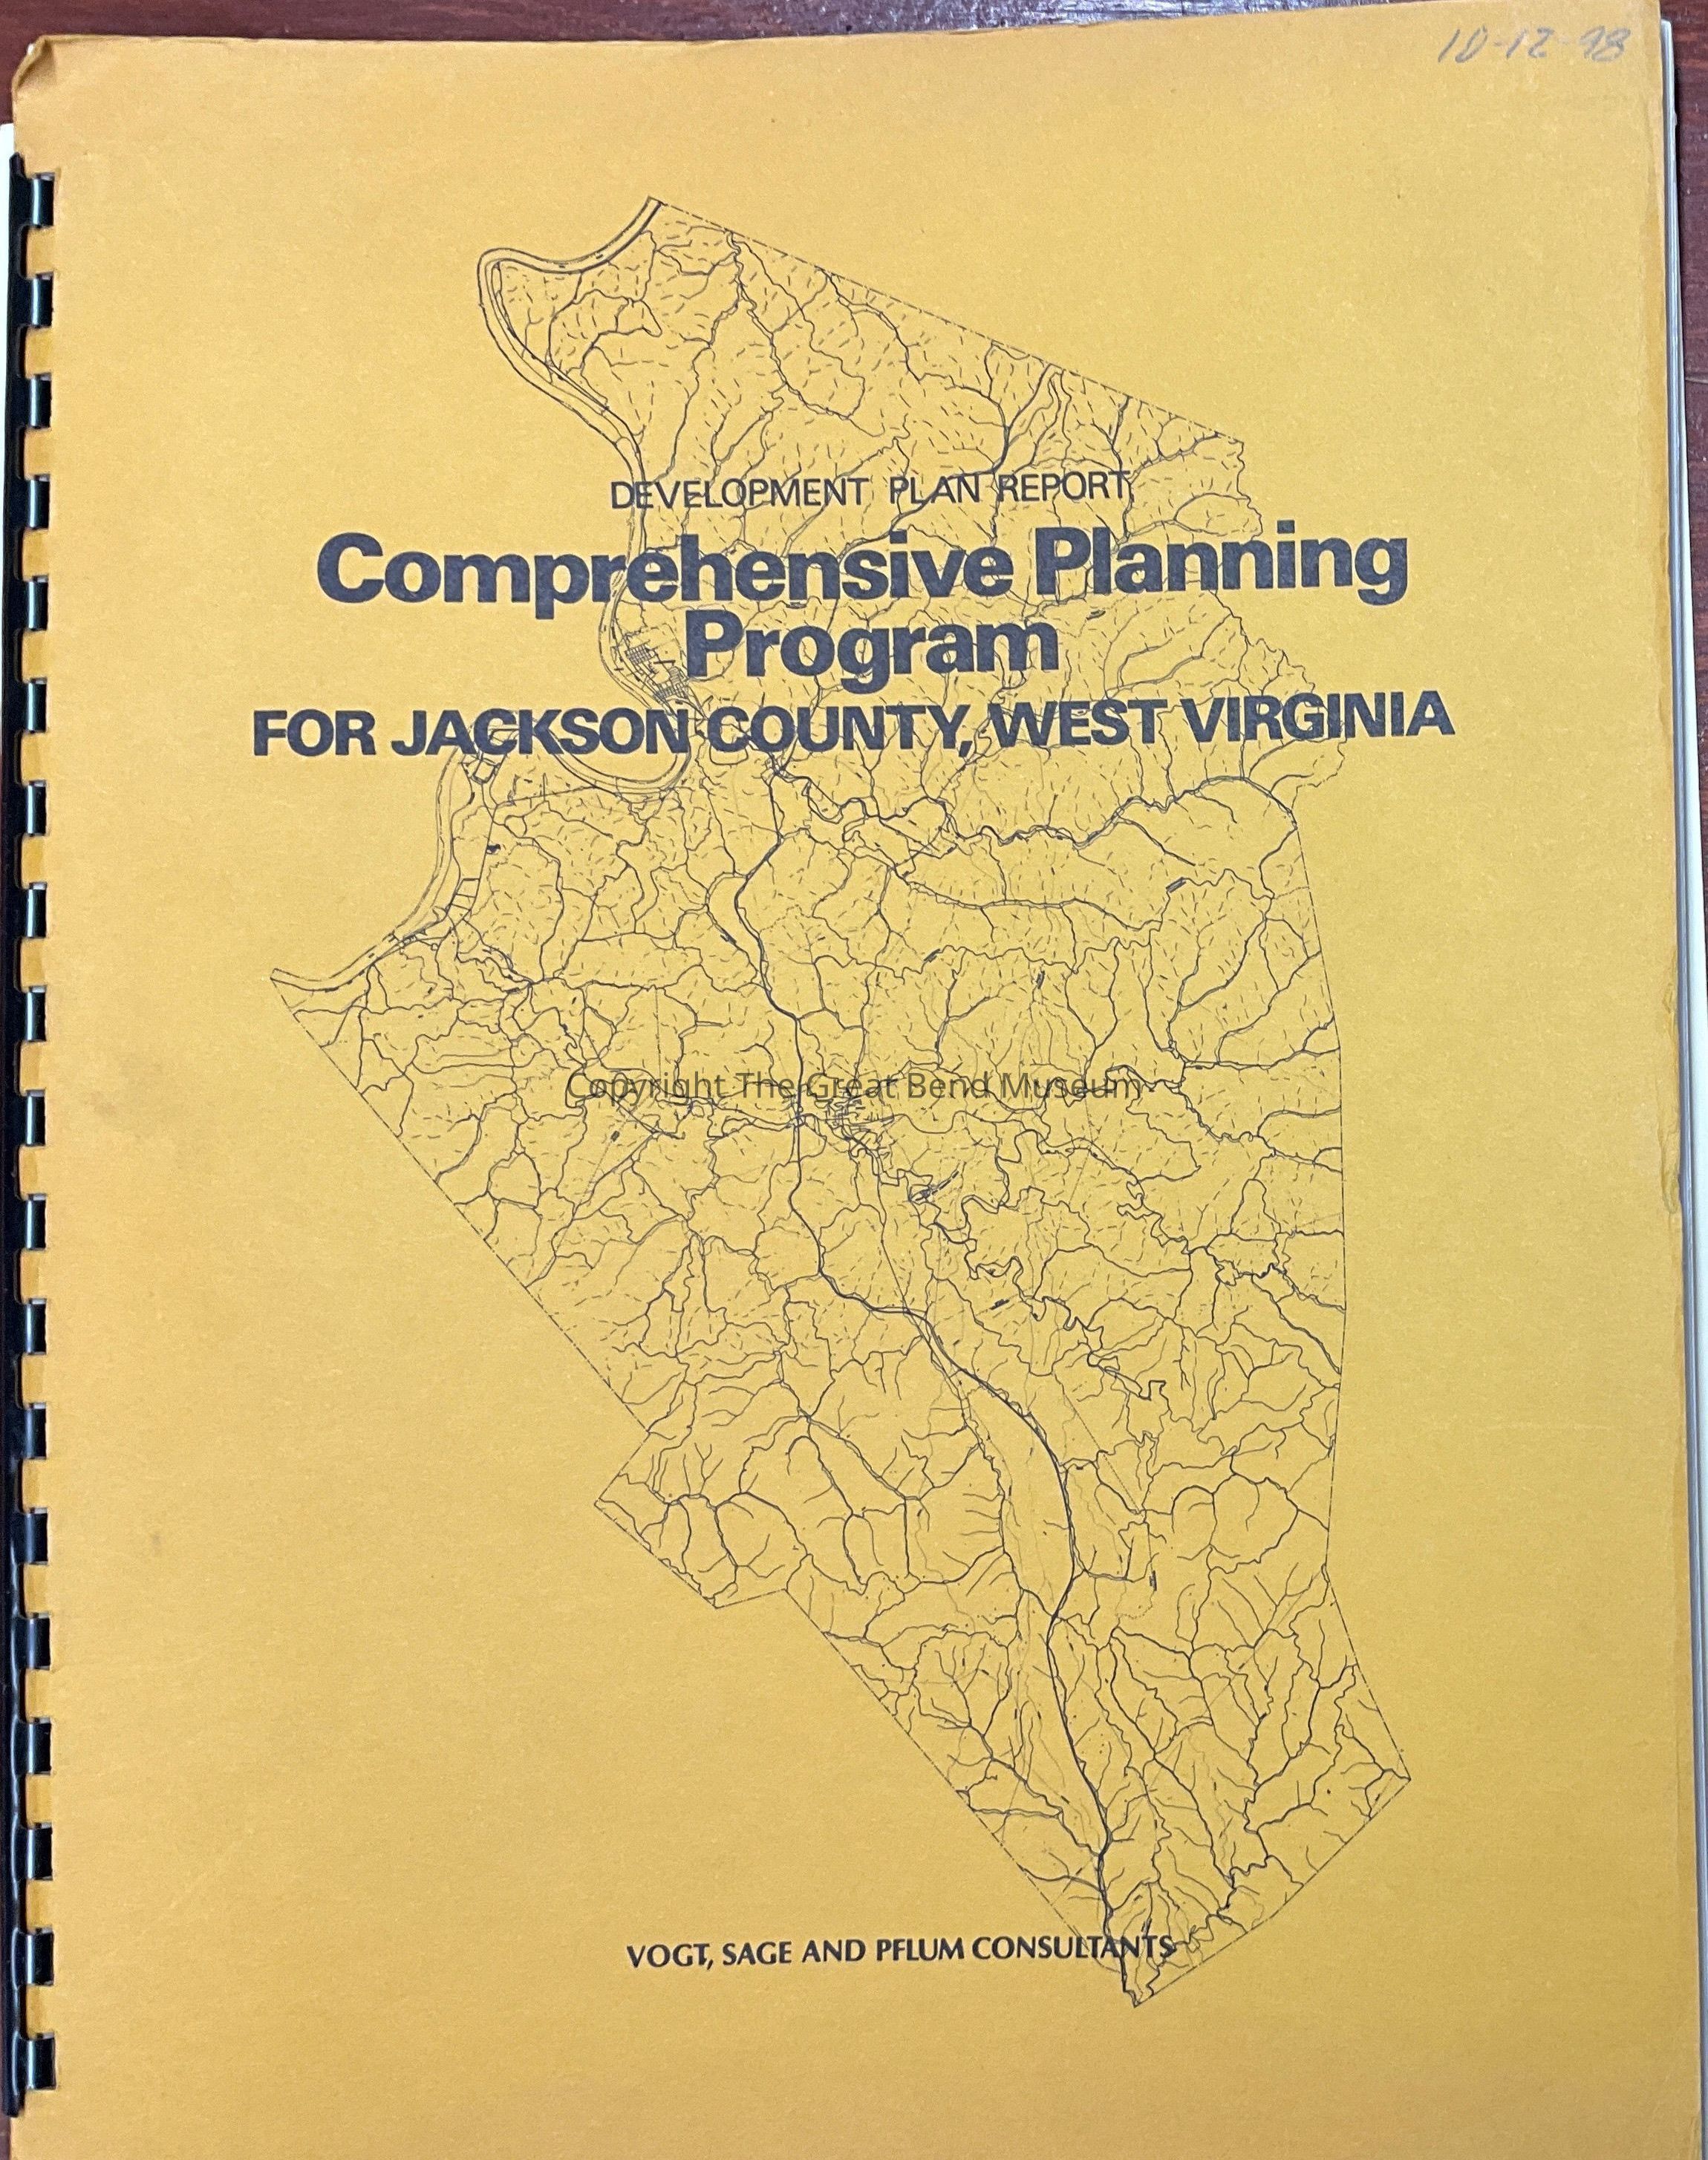 10-12-98
DEVELOPMENT PLAN REPORT
Comprehensive Planning
Program
FOR JACKSON COUNTY, WEST VIRGINIA
Copyright The Great Bend Museum
VOGT, SAGE AND PFLUM CONSULTANTS